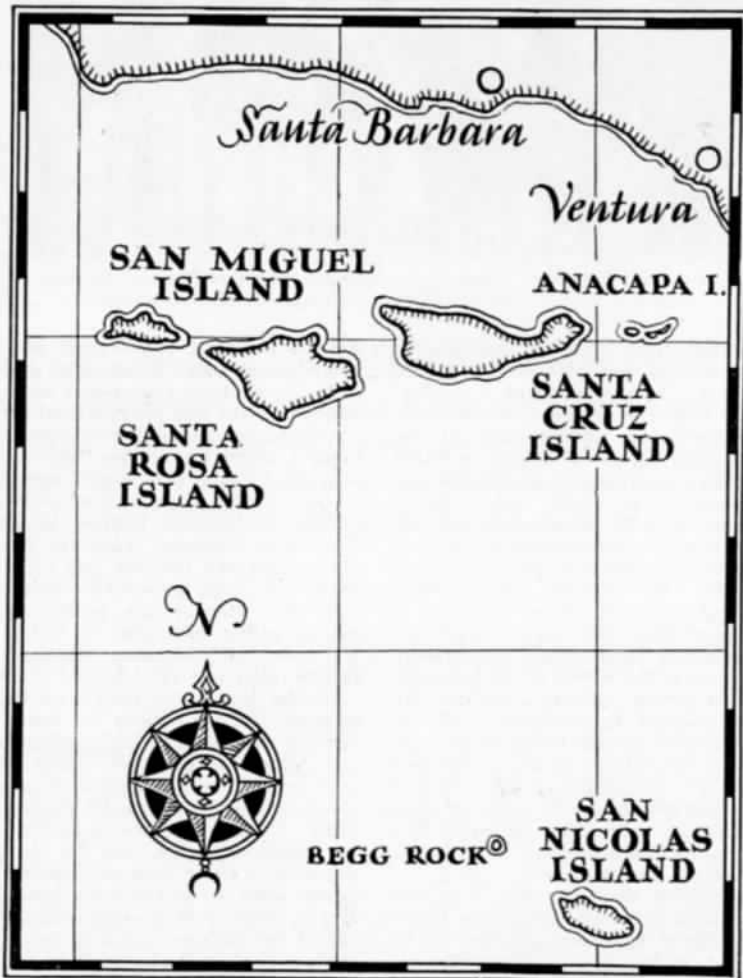 Santa Barbara
Ventura
SAN MIGUEL
ISLAND
ANACAPA I.
SANTA
ROSA
ISLAND
SANTA
CRUZ
ISLAND
N
BEGG ROCK
SAN
NICOLAS
ISLAND